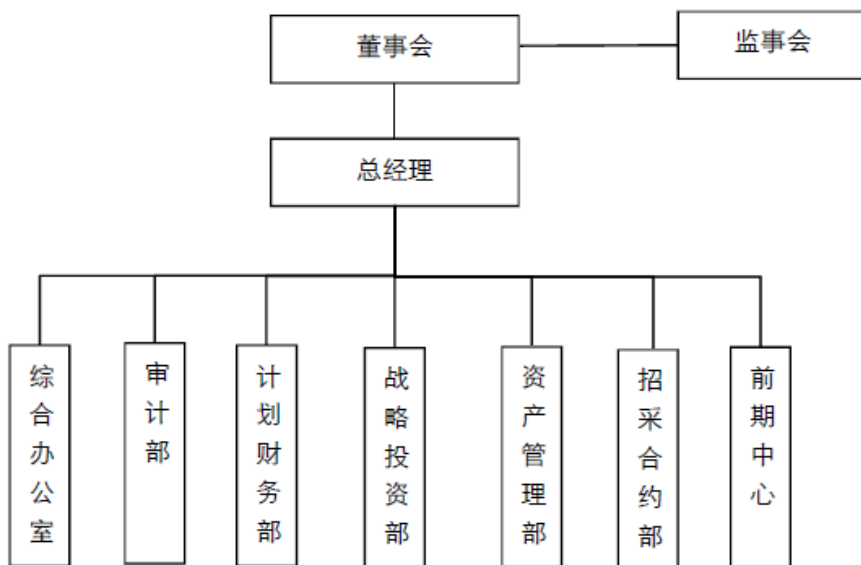 董事会
监事会
总经理
综合办公室
审计部
计划财务部
战略投资部
资产管理部
招采合约部
前期中心